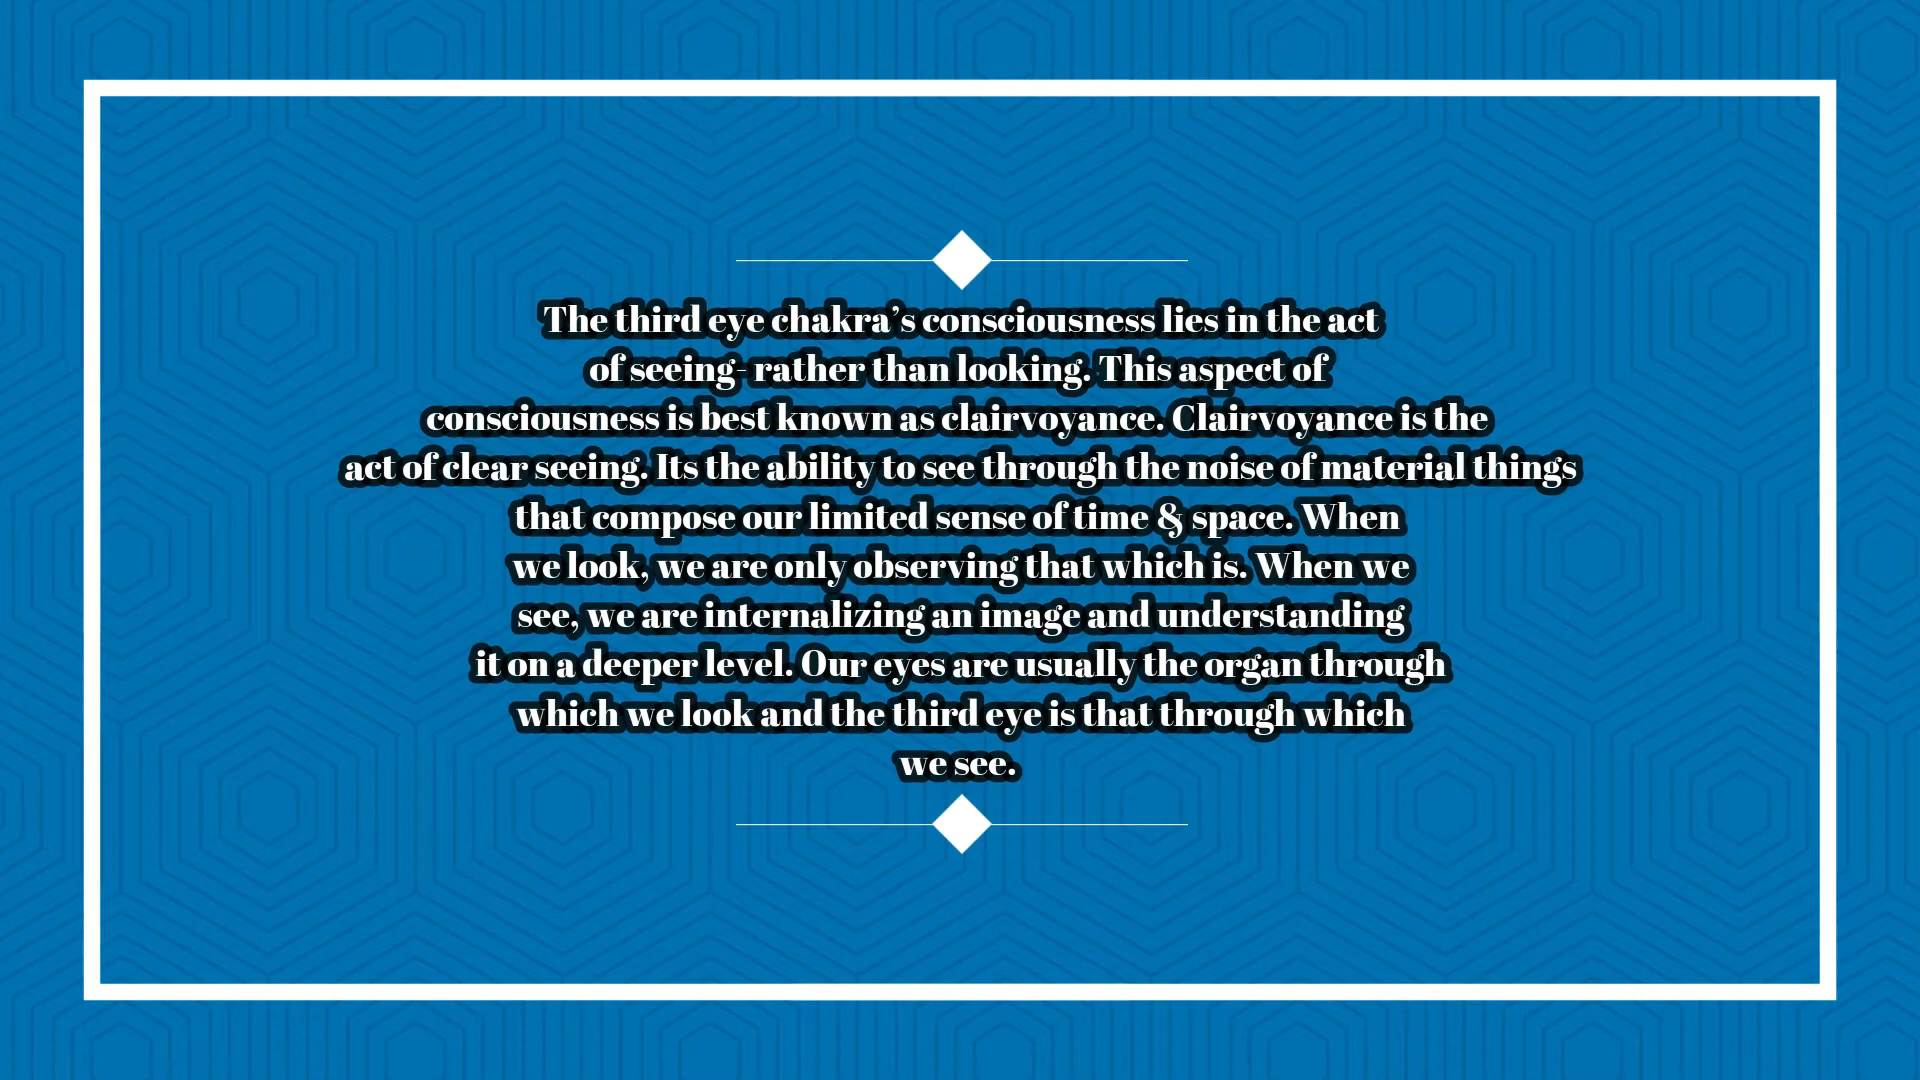 The third eye chakra’s consciousness lies in the act
of seeing- rather than looking. This aspect of
consciousness is best known as clairvoyance. Clairvoyance is the
act of clear seeing. Its the ability to see through the noise of material things
that compose our limited sense of time & space. When
we look, we are only observing that which is. When we
see, we are internalizing an image and understanding
it on a deeper level. Our eyes are usually the organ through
which we look and the third eye is that through which
we see.